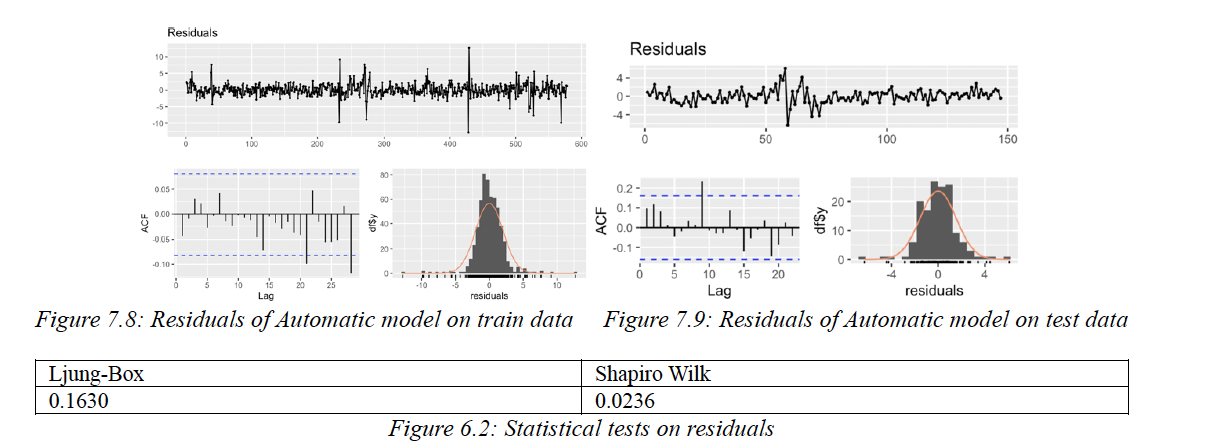 Residuals
10
5
0
-5
-10
0 100 200 300 400 500 600
ACF
0.05
0.00
-0.05
-0.10
0 5 10 15 20 25
Lag
df$y
80
60
40
20
0
-10 -5 0 5 10
residuals
Residuals
4
0
-4
0 50 100 150
ACF
0.2
0.1
0.0
-0.1
0 5 10 15 20
Lag
df$y
20
10
0
-4 0 4
residuals
Figure 7.8: Residuals of Automatic model on train data
Figure 7.9: Residuals of Automatic model on test data
Ljung-Box Shapiro Wilk
0.1630 0.0236
Figure 6.2: Statistical tests on residuals